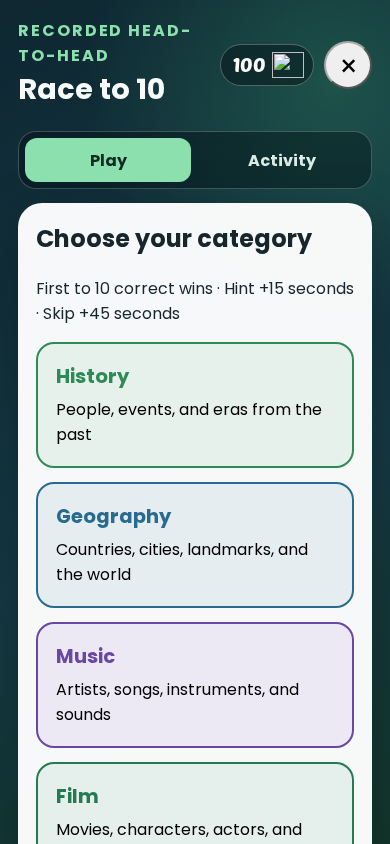 RECORDED HEAD-
TO-HEAD
Race to 10
100
×
Play
Activity
Choose your category
First to 10 correct wins · Hint +15 seconds
· Skip +45 seconds
History
People, events, and eras from the
past
Geography
Countries, cities, landmarks, and
the world
Music
Artists, songs, instruments, and
sounds
Film
Movies, characters, actors, and